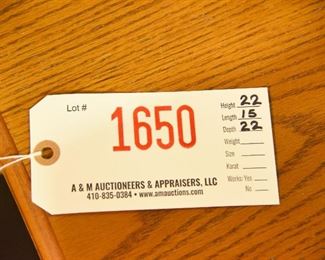 Lot #
1650
Height 22
Length 15
Depth 22
Weight
Size
Karat
Works: Yes
No
A & M AUCTIONEERS & APPRAISERS, LLC
410-835-0384 • www.amauctions.com